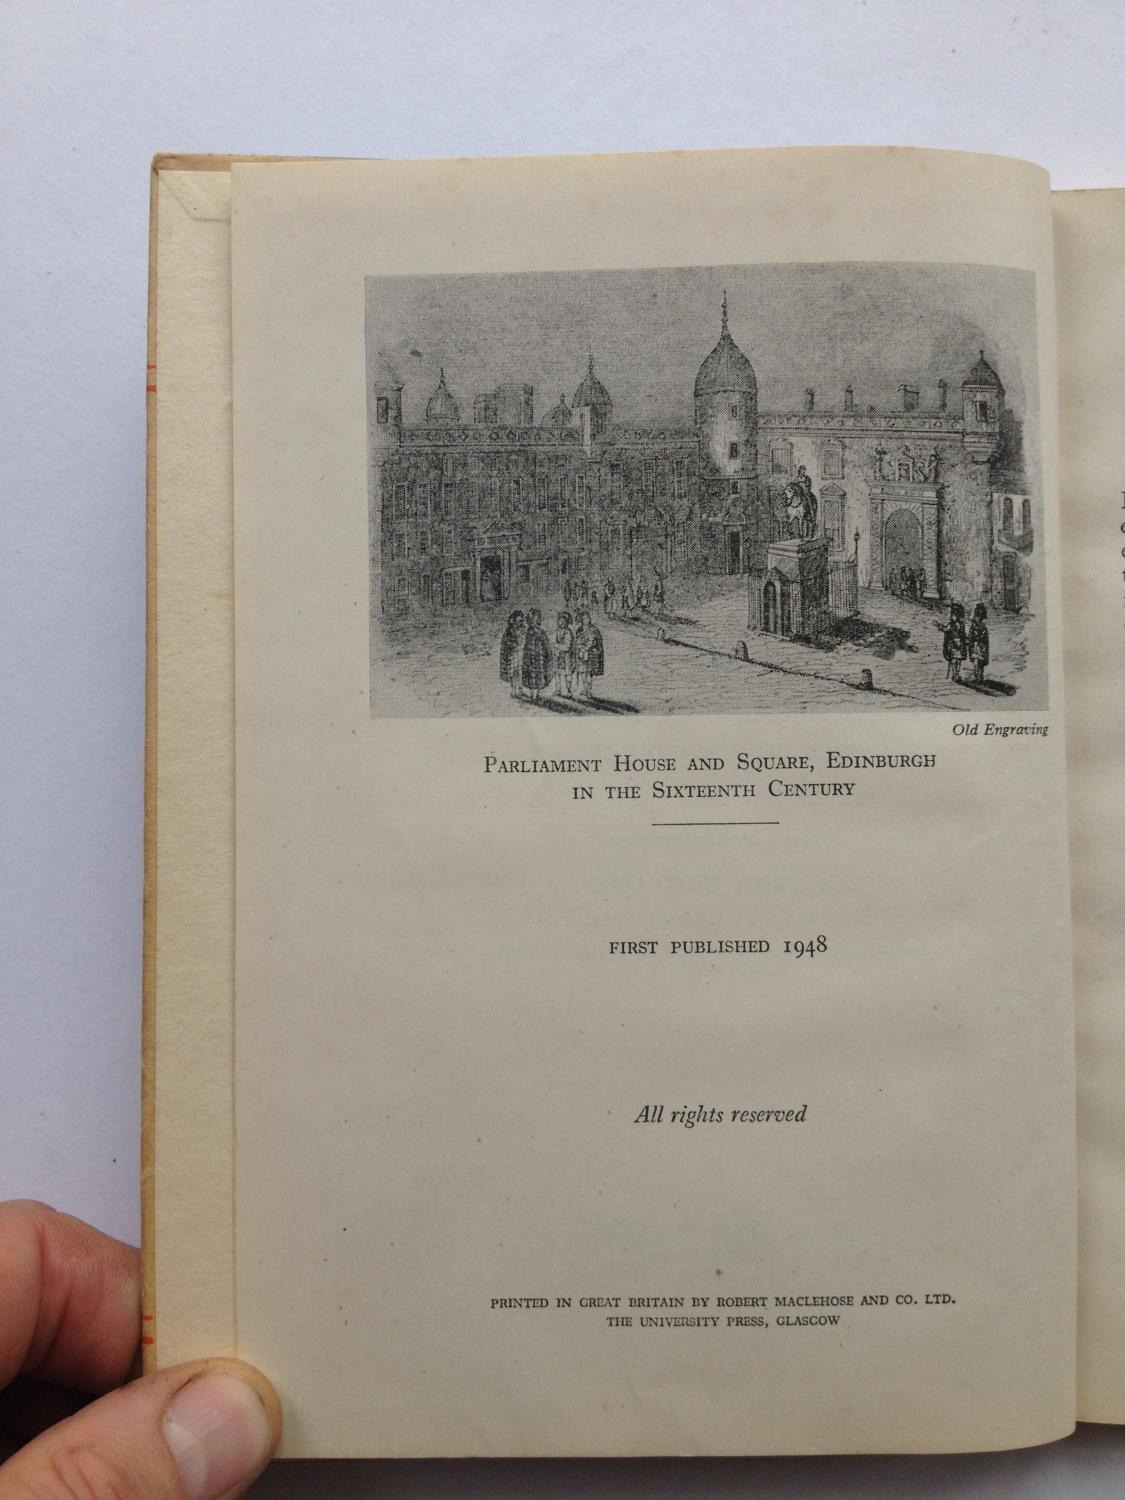 Old Engraving
Parliament House and Square, Edinburgh
in the Sixteenth Century
FIRST PUBLISHED 1948
All rights reserved
PRINTED IN GREAT BRITAIN BY ROBERT MACLEHOSE AND CO. LTD.
THE UNIVERSITY PRESS, GLASGOW